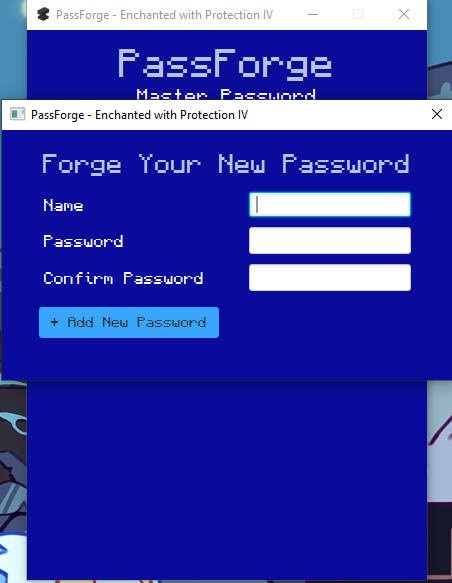 PassForge - Enchanted with Protection IV
PassForge
Master Password
PassForge - Enchanted with Protection IV
Forge Your New Password
Name
Password
Confirm Password
+ Add New Password